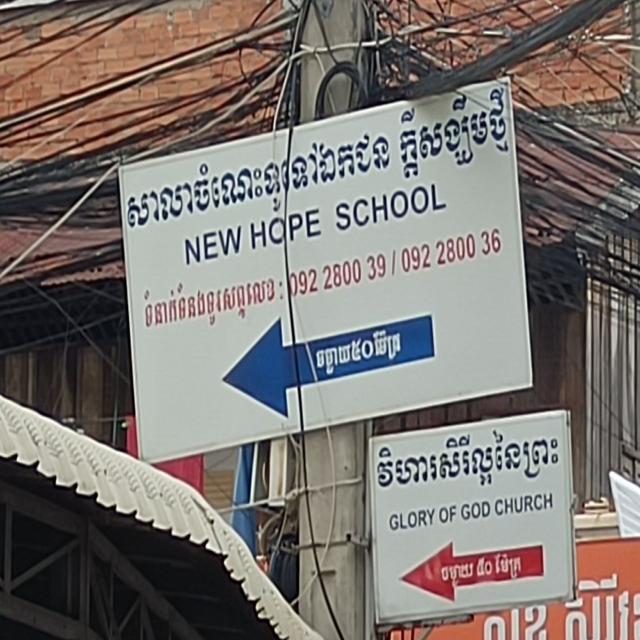 សាលាចំណេះទូទៅឯកជន ក្តីសង្ឃឹមថ្មី
NEW HOPE SCHOOL
ទំនាក់ទំនងទូរសព្ទលេខ : 092 2800 39 / 092 2800 36
ចម្ងាយ៥០ម៉ែត្រ
វិហារសិរីល្អនៃព្រះ
GLORY OF GOD CHURCH
ចម្ងាយ ៥០ ម៉ែត្រ